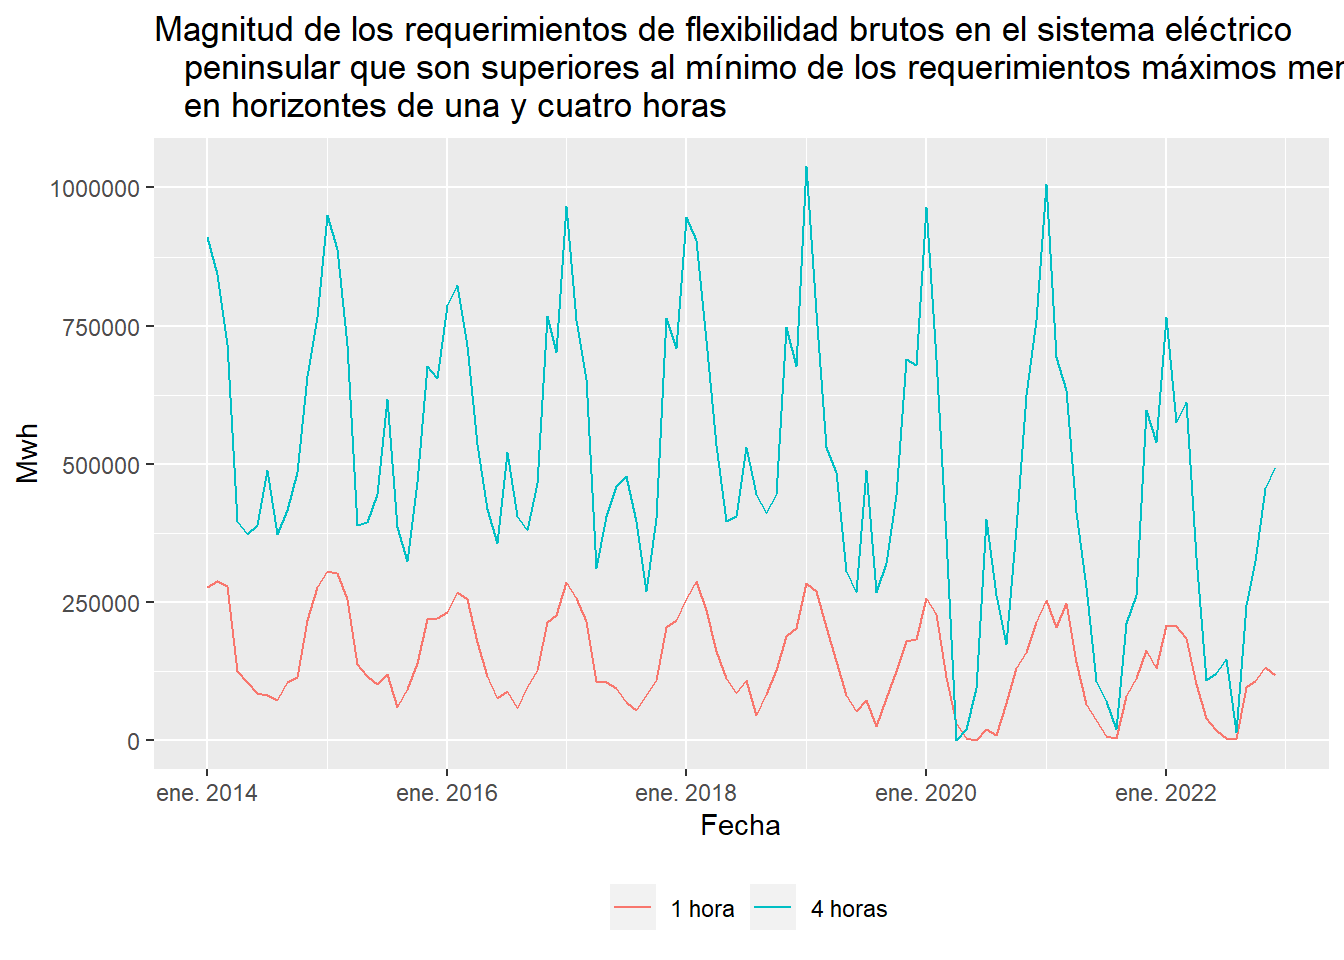 Magnitud de los requerimientos de flexibilidad brutos en el sistema eléctrico
peninsular que son superiores al mínimo de los requerimientos máximos
en horizontes de una y cuatro horas
1000000
750000
500000
250000
0
Mwh
ene. 2014
ene. 2016
ene. 2018
ene. 2020
ene. 2022
Fecha
1 hora
4 horas